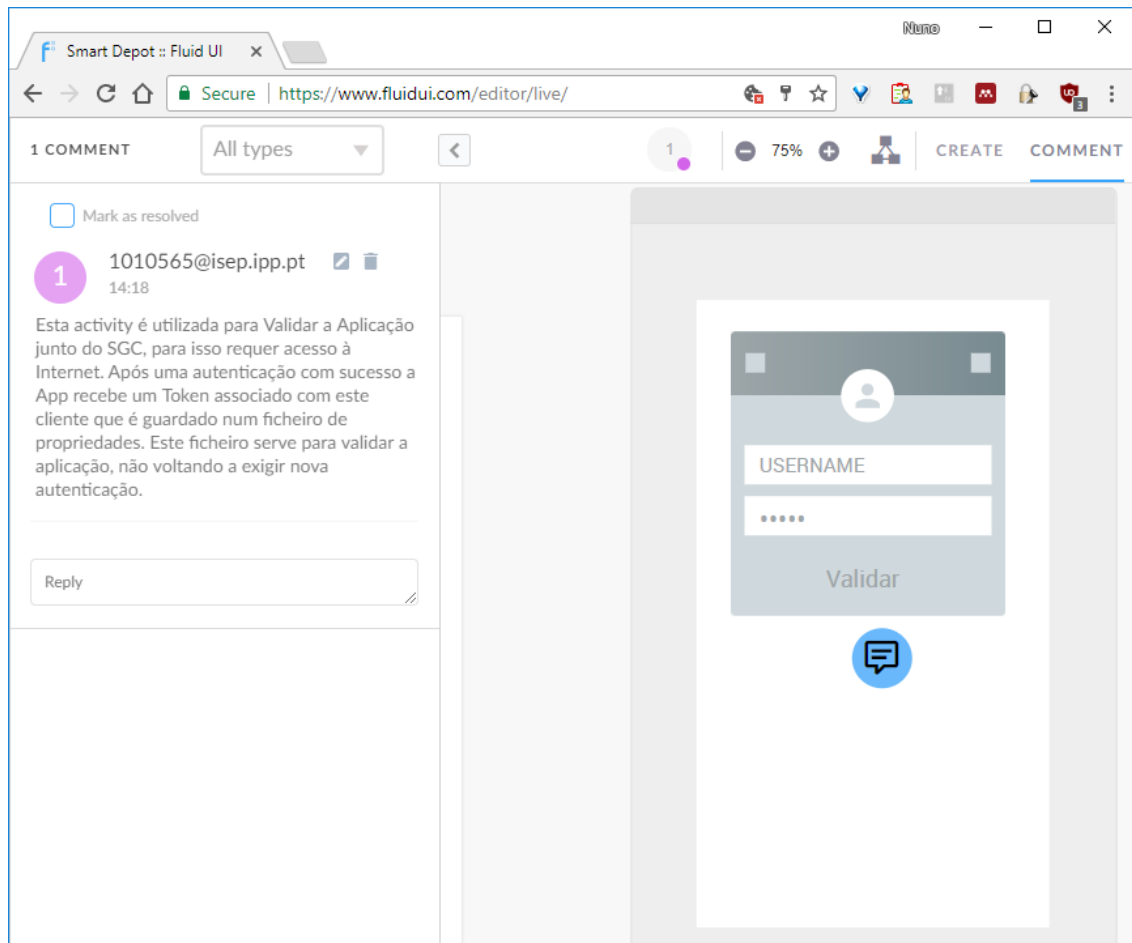 Nuno
Smart Depot :: Fluid UI
Secure | https://www.fluidui.com/editor/live/
3
1 COMMENT All types 1 75% CREATE COMMENT
Mark as resolved
1 1010565@isep.ipp.pt
14:18
Esta activity é utilizada para Validar a Aplicação
junto do SGC, para isso requer acesso à
Internet. Após uma autenticação com sucesso a
App recebe um Token associado com este
cliente que é guardado num ficheiro de
propriedades. Este ficheiro serve para validar a
aplicação, não voltando a exigir nova
autenticação.
Reply
USERNAME
•••••
Validar